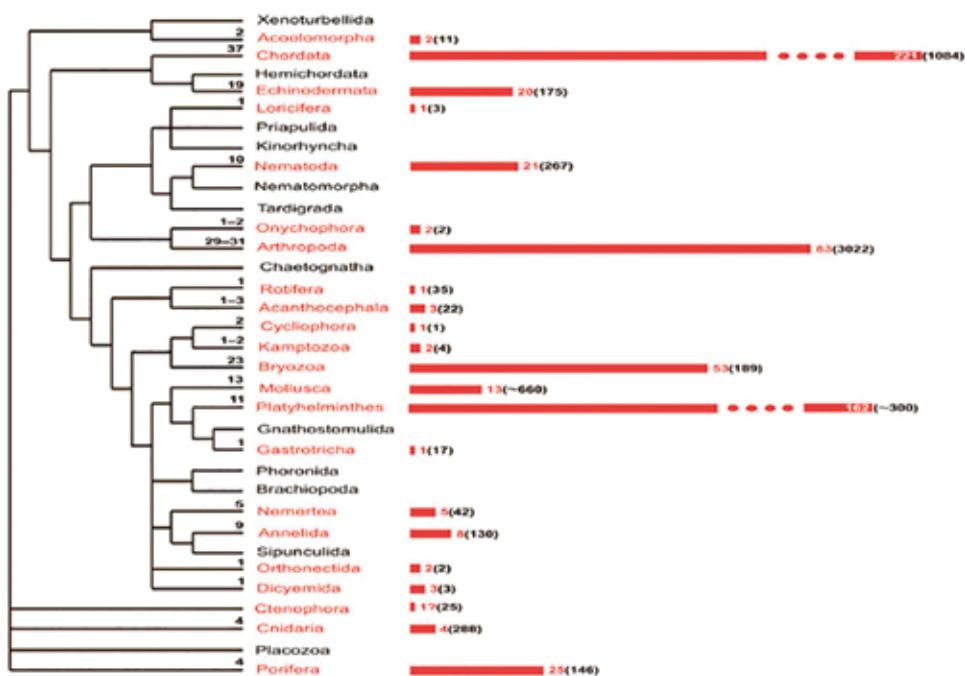 Xenoturbellida
2 Acoelomorpha 2(11)
37 Chordata 221(1084)
Hemichordata
19 Echinodermata 20(175)
1 Loricifera 1(3)
Priapulida
Kinorhyncha
10 Nematoda 21(267)
Nematomorpha
Tardigrada
1–2 Onychophora 2(2)
29–31 Arthropoda 83(3022)
Chaetognatha
1 Rotifera 1(35)
1–3 Acanthocephala 3(22)
2 Cycliophora 1(1)
1–2 Kamptozoa 2(4)
23 Bryozoa 53(189)
13 Mollusca 13(~660)
11 Platyhelminthes 162(~300)
Gnathostomulida
1 Gastrotricha 1(17)
Phoronida
Brachiopoda
5 Nemertea 5(42)
9 Annelida 8(130)
Sipunculida
1 Orthonectida 2(2)
1 Dicyemida 3(3)
Ctenophora 17(25)
4 Cnidaria 4(288)
Placozoa
4 Porifera 25(146)